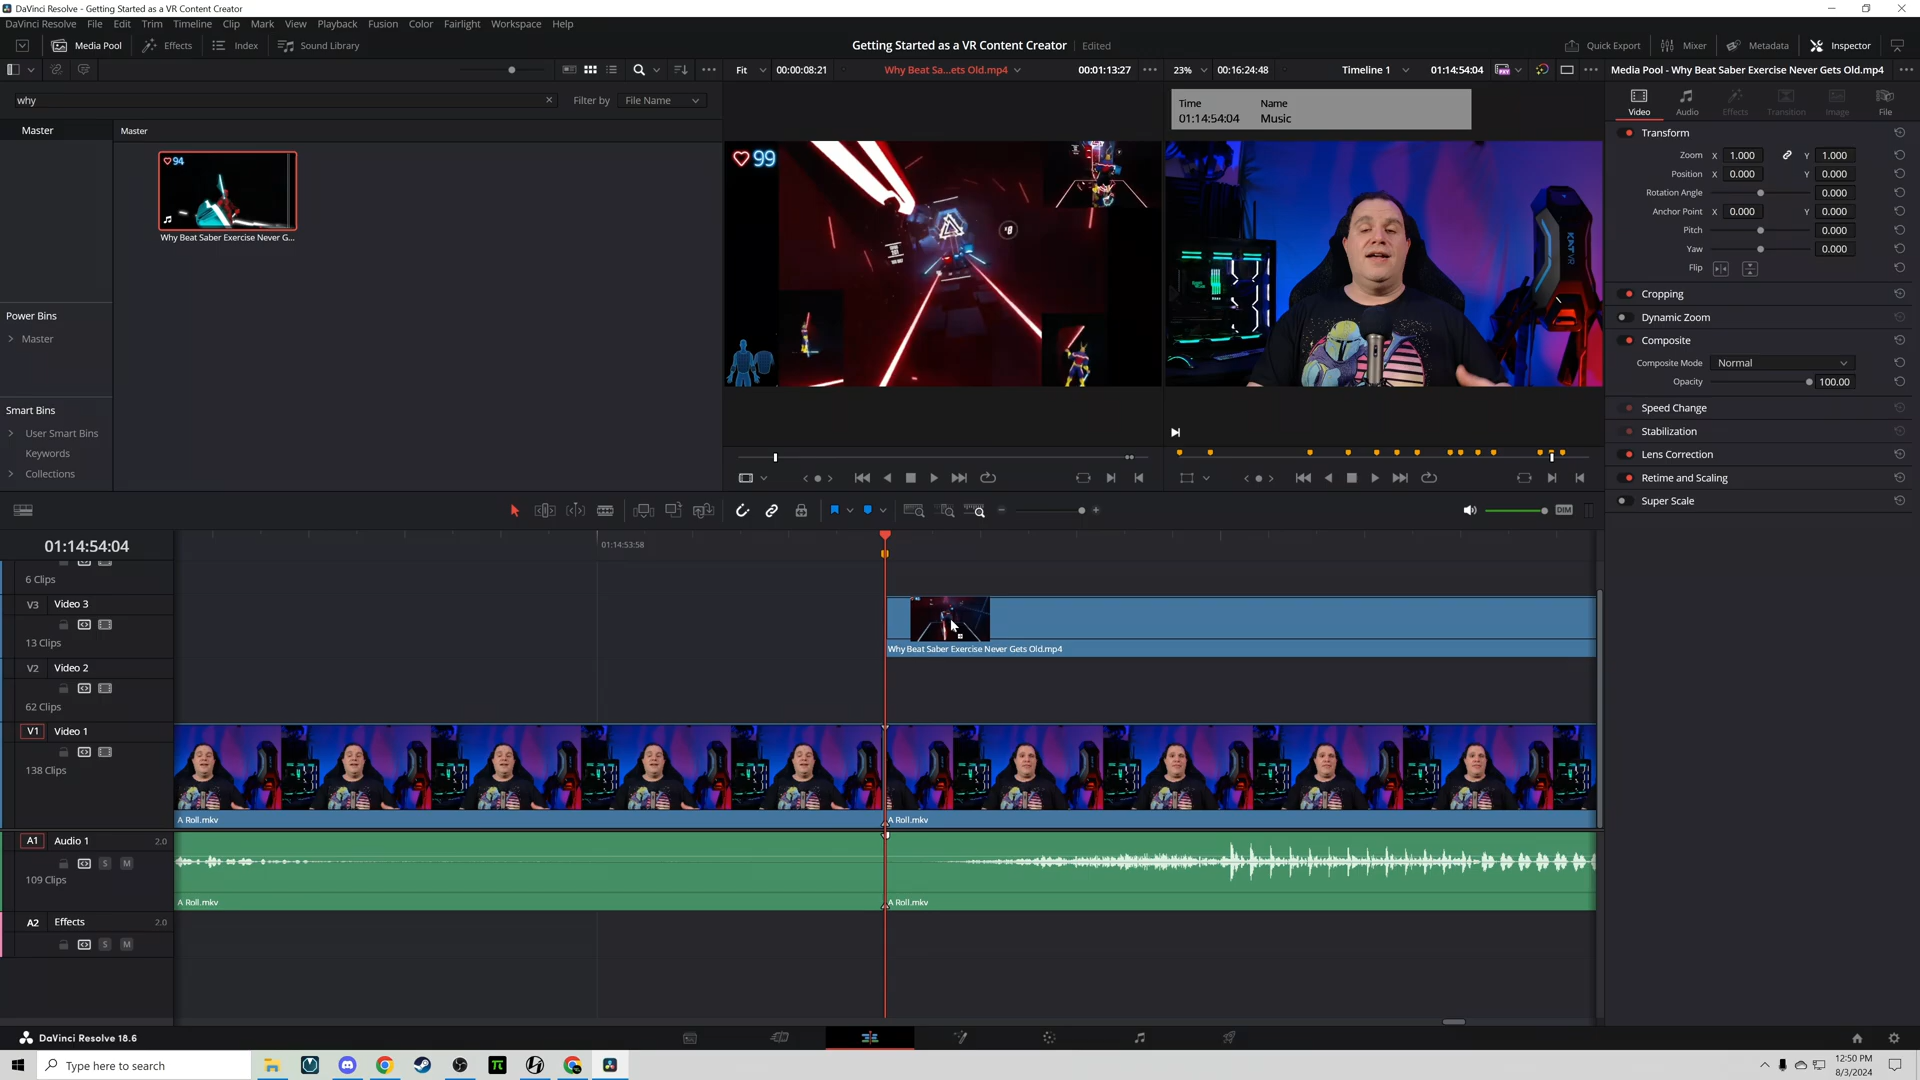 DaVinci Resolve - Getting Started as a VR Content Creator
DaVinci Resolve File Edit Trim Timeline Clip Mark View Playback Fusion Color Fairlight Workspace Help
Media Pool Effects Index Sound Library
Getting Started as a VR Content Creator Edited
Quick Export Mixer Metadata Inspector
Fit 00:00:08:21 Why Beat Sa...ets Old.mp4 00:01:13:27
23% 00:16:24:48 Timeline 1 01:14:54:04
Media Pool - Why Beat Saber Exercise Never Gets Old.mp4
why
Filter by File Name
Master
Master
94
Why Beat Saber Exercise Never G...
Power Bins
Master
Smart Bins
User Smart Bins
Keywords
Collections
99
Time Name
01:14:54:04 Music
KATVR
Video Audio Effects Transition Image File
Transform
Zoom X 1.000 Y 1.000
Position X 0.000 Y 0.000
Rotation Angle 0.000
Anchor Point X 0.000 Y 0.000
Pitch 0.000
Yaw 0.000
Flip
Cropping
Dynamic Zoom
Composite
Composite Mode Normal
Opacity 100.00
Speed Change
Stabilization
Lens Correction
Retime and Scaling
Super Scale
DIM
01:14:54:04
01:14:53:58
6 Clips
V3 Video 3
13 Clips
Why Beat Saber Exercise Never Gets Old.mp4
V2 Video 2
62 Clips
V1 Video 1
138 Clips
A Roll.mkv A Roll.mkv
A1 Audio 1 2.0
S M
109 Clips
A Roll.mkv A Roll.mkv
A2 Effects 2.0
S M
DaVinci Resolve 18.6
Type here to search
12:50 PM
8/3/2024